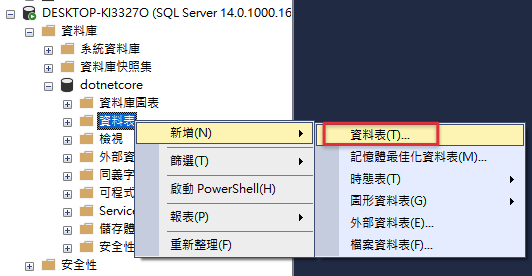 DESKTOP-KI3327O (SQL Server 14.0.1000.16
資料庫
系統資料庫
資料庫快照集
dotnetcore
資料庫圖表
資料表
檢視
外部資
同義字
可程式
Service
儲存體
安全性
安全性
新增(N)
篩選(T)
啟動 PowerShell(H)
報表(P)
重新整理(F)
資料表(T)...
記憶體最佳化資料表(M)...
時態表(T)
圖形資料表(G)
外部資料表(E)...
檔案資料表(F)...